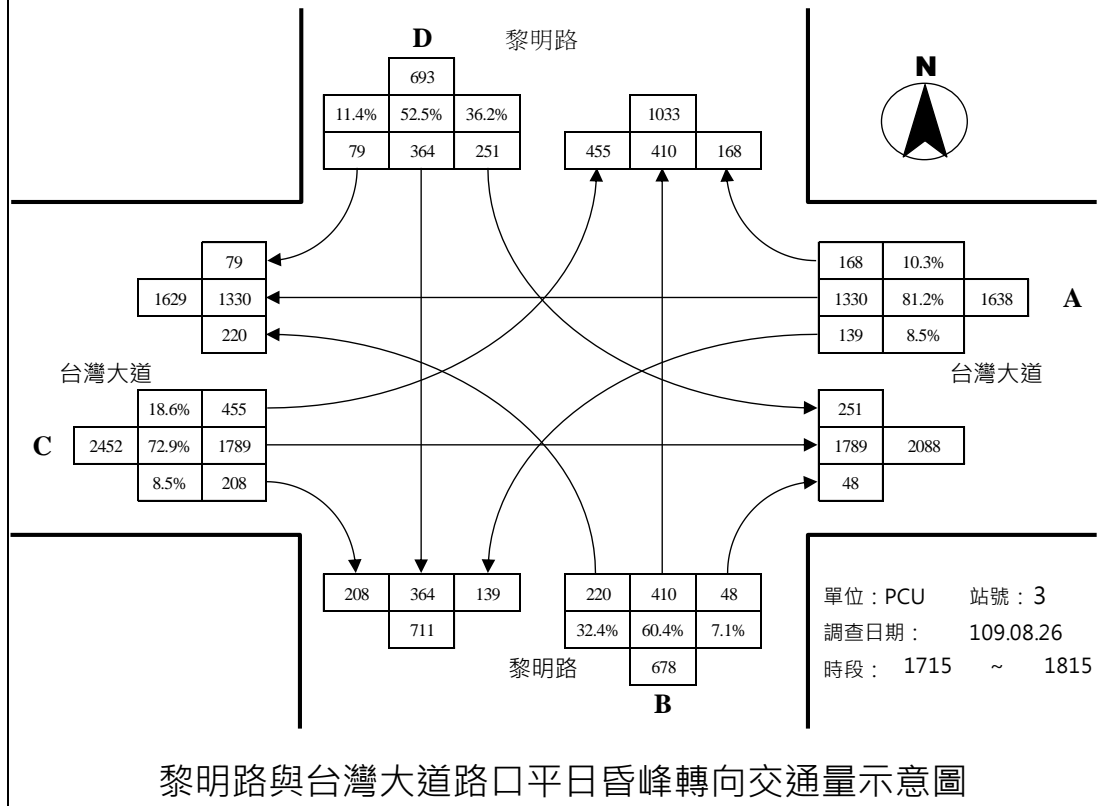 D
黎明路
N
693
11.4% 52.5% 36.2%
79 364 251
1033
455 410 168
79
1629 1330
220
168 10.3%
1330 81.2% 1638
139 8.5%
A
台灣大道
台灣大道
18.6% 455
C 2452 72.9% 1789
8.5% 208
251
1789 2088
48
208 364 139
711
220 410 48
32.4% 60.4% 7.1%
678
黎明路
B
單位：PCU 站號：3
調查日期： 109.08.26
時段： 1715 ~ 1815
黎明路與台灣大道路口平日昏峰轉向交通量示意圖